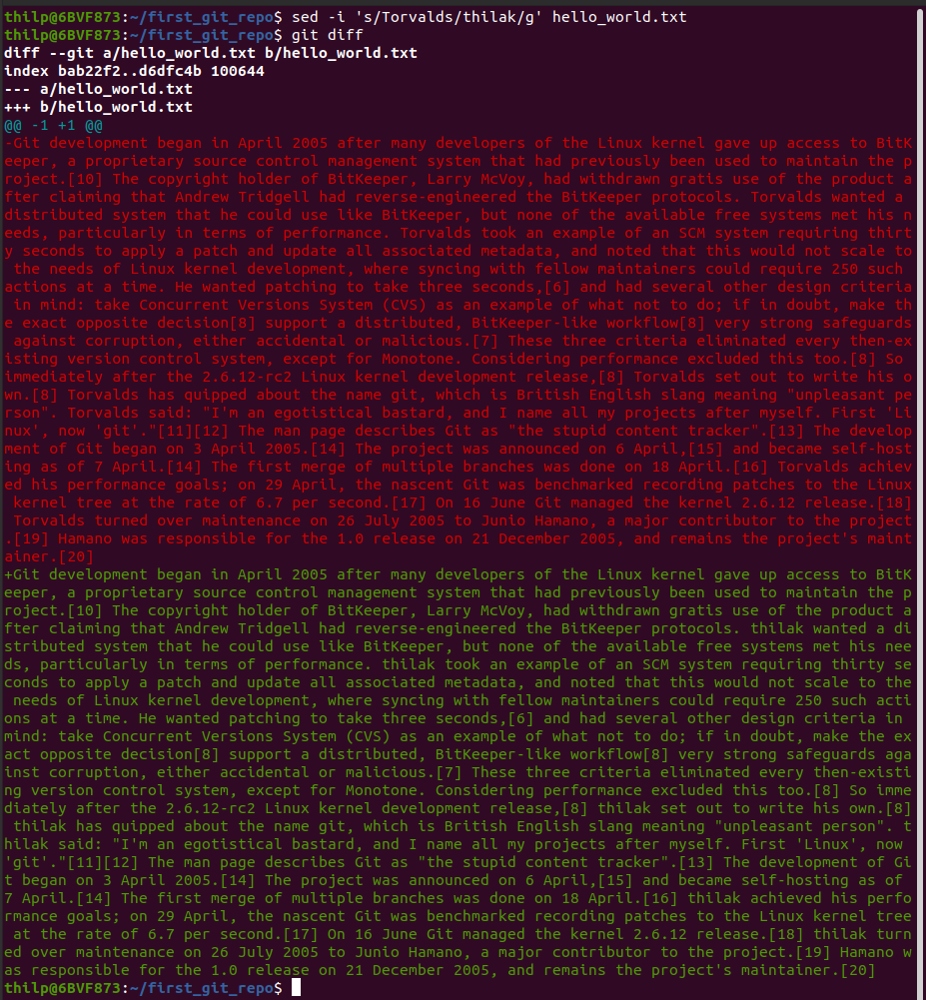 thilp@6BVF873:~/first_git_repo$ sed -i 's/Torvalds/thilak/g' hello_world.txt
thilp@6BVF873:~/first_git_repo$ git diff
diff --git a/hello_world.txt b/hello_world.txt
index bab22f2..d6dfc4b 100644
--- a/hello_world.txt
+++ b/hello_world.txt
@@ -1 +1 @@
-Git development began in April 2005 after many developers of the Linux kernel gave up access to BitK
eeper, a proprietary source control management system that had previously been used to maintain the p
roject.[10] The copyright holder of BitKeeper, Larry McVoy, had withdrawn gratis use of the product a
fter claiming that Andrew Tridgell had reverse-engineered the BitKeeper protocols. Torvalds wanted a 
distributed system that he could use like BitKeeper, but none of the available free systems met his n
eeds, particularly in terms of performance. Torvalds took an example of an SCM system requiring thirt
y seconds to apply a patch and update all associated metadata, and noted that this would not scale to
 the needs of Linux kernel development, where syncing with fellow maintainers could require 250 such 
actions at a time. He wanted patching to take three seconds,[6] and had several other design criteria
 in mind: take Concurrent Versions System (CVS) as an example of what not to do; if in doubt, make th
e exact opposite decision[8] support a distributed, BitKeeper-like workflow[8] very strong safeguards
 against corruption, either accidental or malicious.[7] These three criteria eliminated every then-ex
isting version control system, except for Monotone. Considering performance excluded this too.[8] So 
immediately after the 2.6.12-rc2 Linux kernel development release,[8] Torvalds set out to write his o
wn.[8] Torvalds has quipped about the name git, which is British English slang meaning "unpleasant pe
rson". Torvalds said: "I'm an egotistical bastard, and I name all my projects after myself. First 'Li
nux', now 'git'."[11][12] The man page describes Git as "the stupid content tracker".[13] The develop
ment of Git began on 3 April 2005.[14] The project was announced on 6 April,[15] and became self-host
ing as of 7 April.[14] The first merge of multiple branches was done on 18 April.[16] Torvalds achiev
ed his performance goals; on 29 April, the nascent Git was benchmarked recording patches to the Linux
 kernel tree at the rate of 6.7 per second.[17] On 16 June Git managed the kernel 2.6.12 release.[18]
 Torvalds turned over maintenance on 26 July 2005 to Junio Hamano, a major contributor to the project
.[19] Hamano was responsible for the 1.0 release on 21 December 2005, and remains the project's maint
ainer.[20]
+Git development began in April 2005 after many developers of the Linux kernel gave up access to BitK
eeper, a proprietary source control management system that had previously been used to maintain the p
roject.[10] The copyright holder of BitKeeper, Larry McVoy, had withdrawn gratis use of the product a
fter claiming that Andrew Tridgell had reverse-engineered the BitKeeper protocols. thilak wanted a di
stributed system that he could use like BitKeeper, but none of the available free systems met his nee
ds, particularly in terms of performance. thilak took an example of an SCM system requiring thirty se
conds to apply a patch and update all associated metadata, and noted that this would not scale to the
 needs of Linux kernel development, where syncing with fellow maintainers could require 250 such acti
ons at a time. He wanted patching to take three seconds,[6] and had several other design criteria in 
mind: take Concurrent Versions System (CVS) as an example of what not to do; if in doubt, make the ex
act opposite decision[8] support a distributed, BitKeeper-like workflow[8] very strong safeguards aga
inst corruption, either accidental or malicious.[7] These three criteria eliminated every then-existi
ng version control system, except for Monotone. Considering performance excluded this too.[8] So imme
diately after the 2.6.12-rc2 Linux kernel development release,[8] thilak set out to write his own.[8]
 thilak has quipped about the name git, which is British English slang meaning "unpleasant person". t
hilak said: "I'm an egotistical bastard, and I name all my projects after myself. First 'Linux', now 
'git'."[11][12] The man page describes Git as "the stupid content tracker".[13] The development of Gi
t began on 3 April 2005.[14] The project was announced on 6 April,[15] and became self-hosting as of 
7 April.[14] The first merge of multiple branches was done on 18 April.[16] thilak achieved his perfo
rmance goals; on 29 April, the nascent Git was benchmarked recording patches to the Linux kernel tree
 at the rate of 6.7 per second.[17] On 16 June Git managed the kernel 2.6.12 release.[18] thilak turn
ed over maintenance on 26 July 2005 to Junio Hamano, a major contributor to the project.[19] Hamano w
as responsible for the 1.0 release on 21 December 2005, and remains the project's maintainer.[20]
thilp@6BVF873:~/first_git_repo$